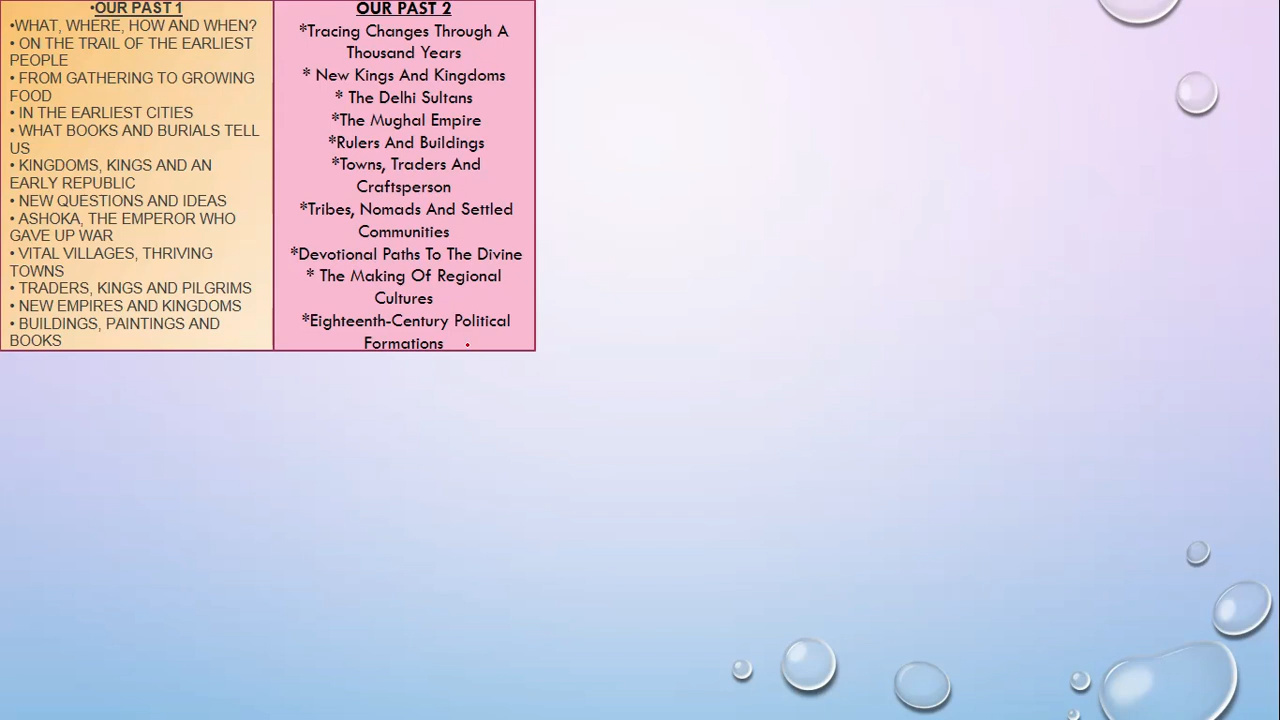 •OUR PAST 1
•WHAT, WHERE, HOW AND WHEN?
• ON THE TRAIL OF THE EARLIEST
PEOPLE
• FROM GATHERING TO GROWING
FOOD
• IN THE EARLIEST CITIES
• WHAT BOOKS AND BURIALS TELL
US
• KINGDOMS, KINGS AND AN
EARLY REPUBLIC
• NEW QUESTIONS AND IDEAS
• ASHOKA, THE EMPEROR WHO
GAVE UP WAR
• VITAL VILLAGES, THRIVING
TOWNS
• TRADERS, KINGS AND PILGRIMS
• NEW EMPIRES AND KINGDOMS
• BUILDINGS, PAINTINGS AND
BOOKS
OUR PAST 2
*Tracing Changes Through A
Thousand Years
* New Kings And Kingdoms
* The Delhi Sultans
*The Mughal Empire
*Rulers And Buildings
*Towns, Traders And
Craftsperson
*Tribes, Nomads And Settled
Communities
*Devotional Paths To The Divine
* The Making Of Regional
Cultures
*Eighteenth-Century Political
Formations